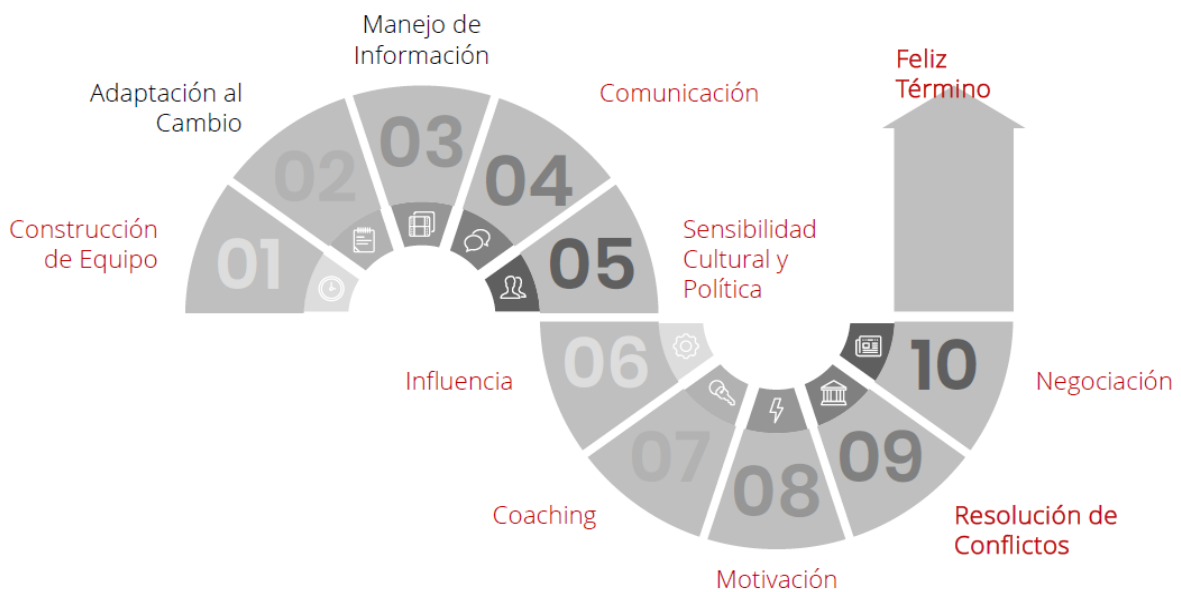 Manejo de
Información
Feliz
Término
Adaptación al
Cambio
Comunicación
03
02
04
Construcción
de Equipo
01
05
Sensibilidad
Cultural y
Política
06
10
Influencia
Negociación
07
08
09
Coaching
Resolución de
Conflictos
Motivación